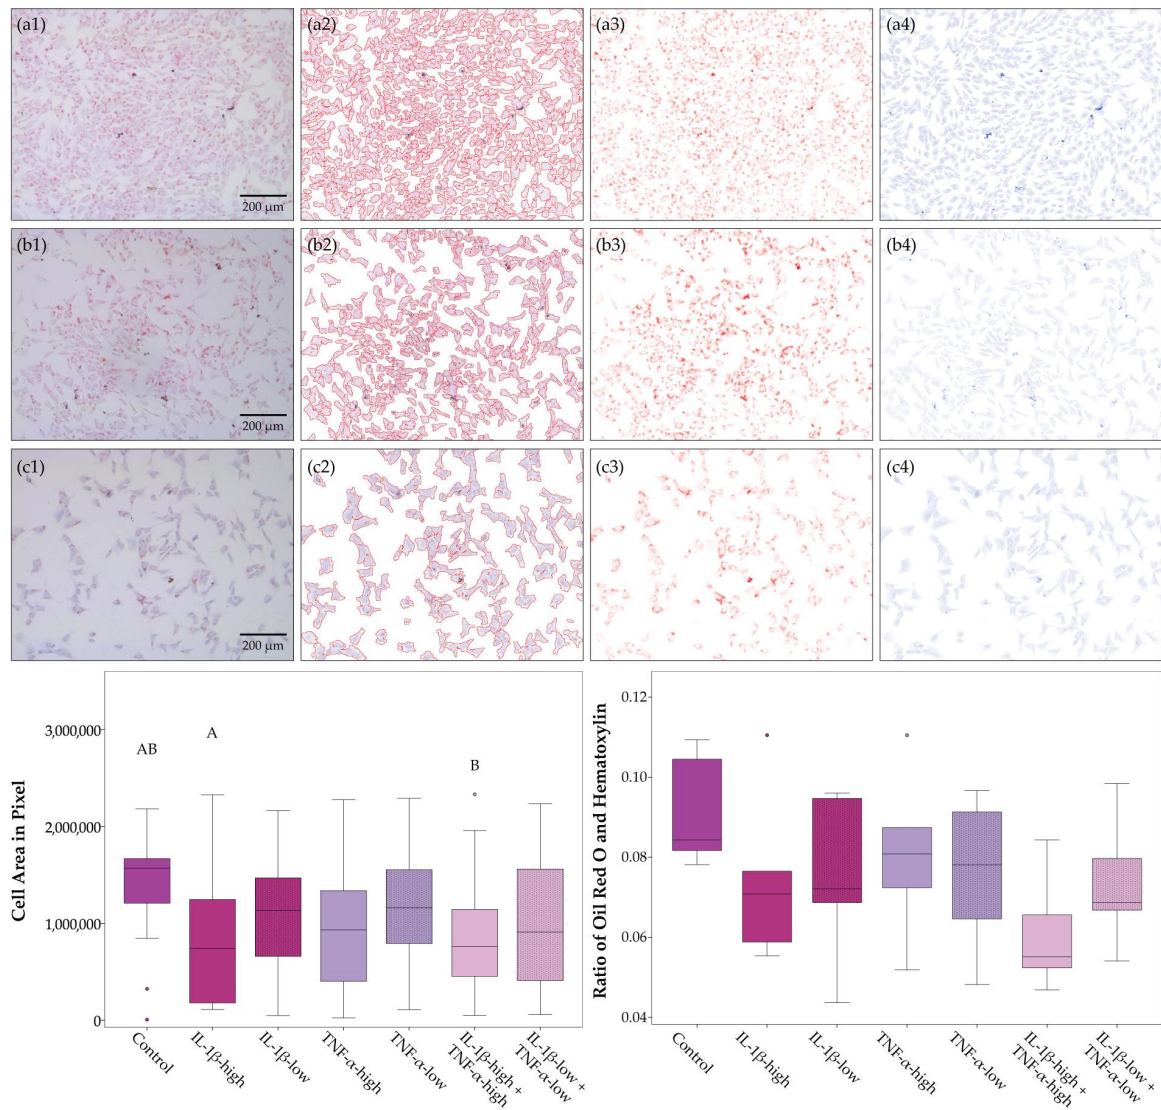 (a1)
(a2)
(a3)
(a4)
200 µm
(b1)
(b2)
(b3)
(b4)
200 µm
(c1)
(c2)
(c3)
(c4)
200 µm
Cell Area in Pixel
3,000,000
2,000,000
1,000,000
0
AB
A
B
Control
IL-1β-high
IL-1β-low
TNF-α-high
TNF-α-low
IL-1β-high +
TNF-α-high
IL-1β-low +
TNF-α-low
Ratio of Oil Red O and Hematoxylin
0.12
0.10
0.08
0.06
0.04
Control
IL-1β-high
IL-1β-low
TNF-α-high
TNF-α-low
IL-1β-high +
TNF-α-high
IL-1β-low +
TNF-α-low